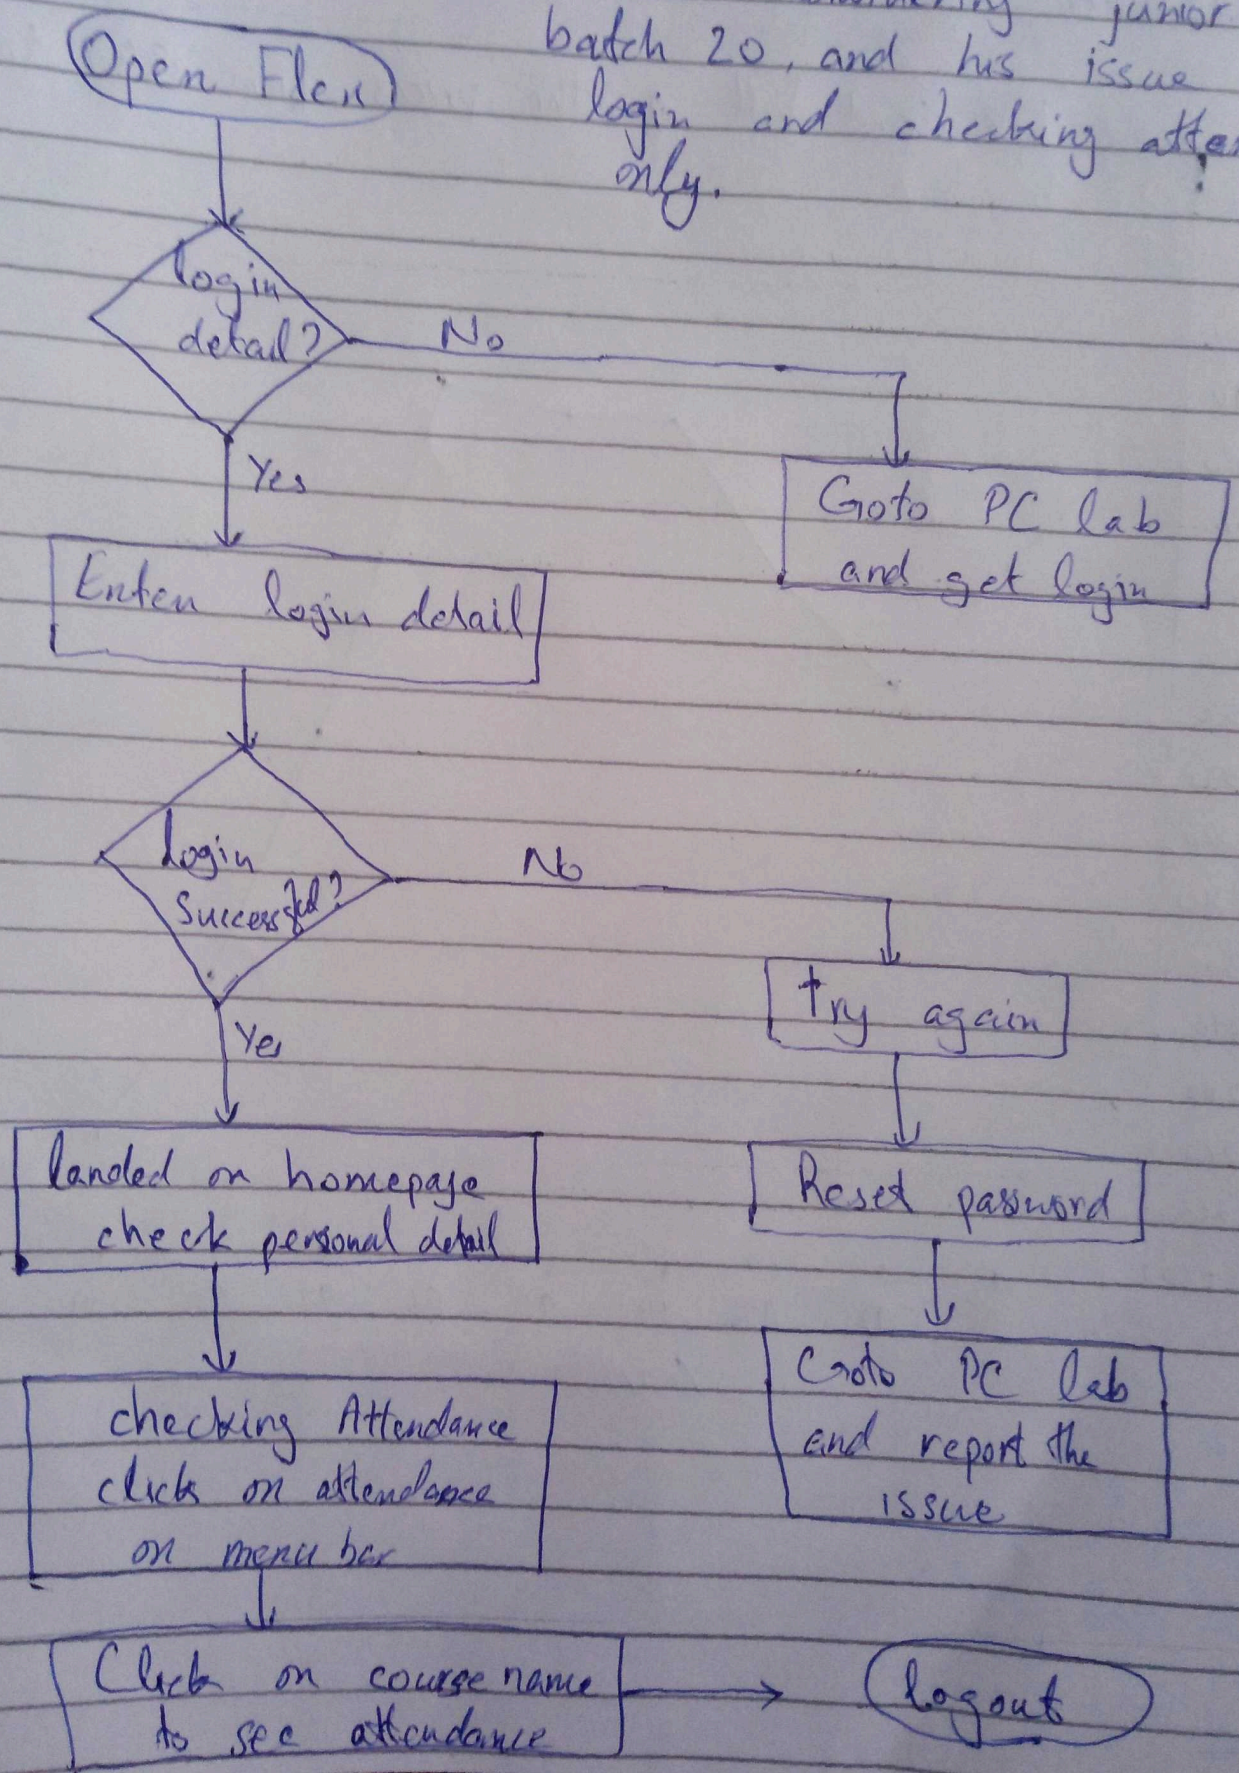 junior
batch 20, and his issue
login and checking
only.
Open Flex
login
detail?
No
Yes
Goto PC lab
and get login
Enter login detail
login
Successful?
No
Yes
try again
landed on homepage
check personal detail
Reset password
checking Attendance
click on attendance
on menu bar
Goto PC lab
and report the
issue
Click on course name
to see attendance
logout